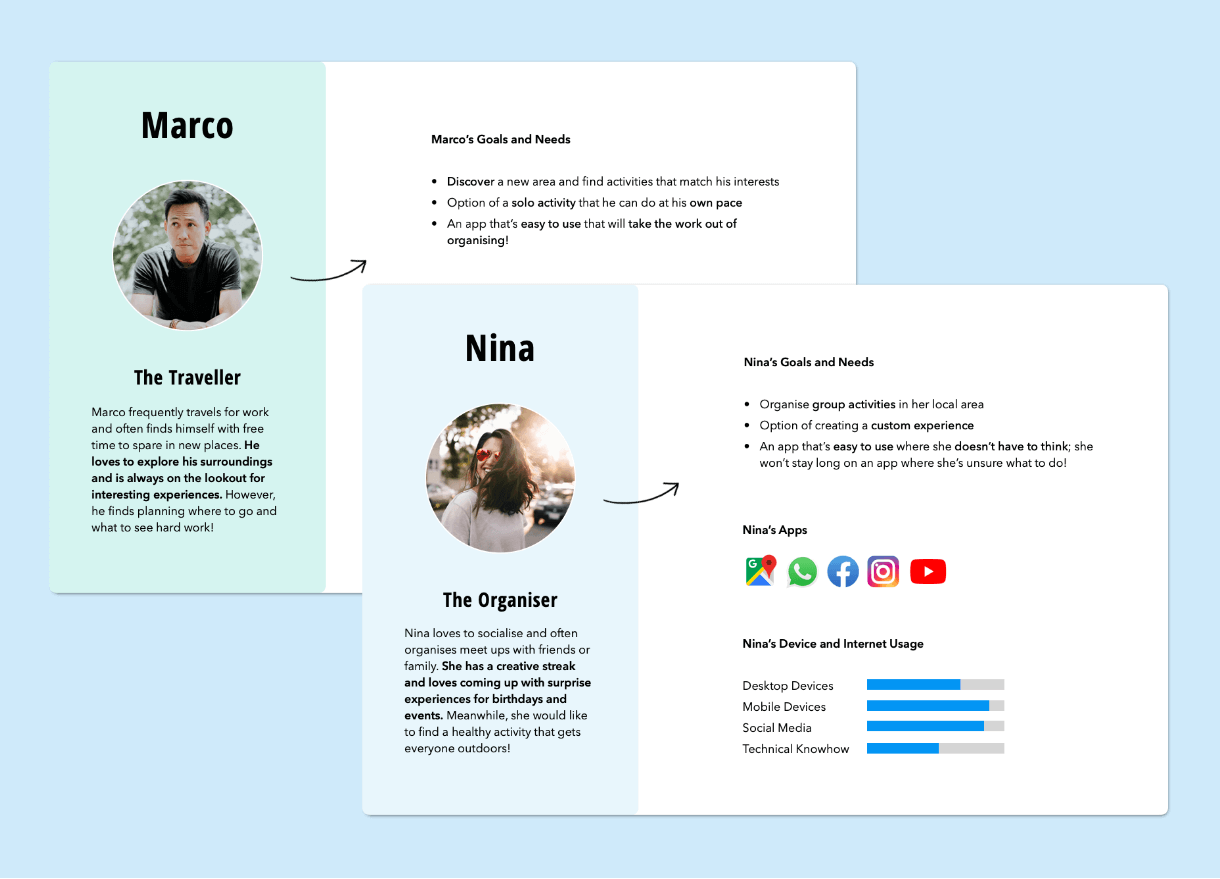 Marco
The Traveller
Marco frequently travels for work
and often finds himself with free
time to spare in new places. He
loves to explore his surroundings
and is always on the lookout for
interesting experiences. However,
he finds planning where to go and
what to see hard work!
Marco’s Goals and Needs
• Discover a new area and find activities that match his interests
• Option of a solo activity that he can do at his own pace
• An app that’s easy to use that will take the work out of
organising!
Nina
The Organiser
Nina loves to socialise and often
organises meet ups with friends or
family. She has a creative streak
and loves coming up with surprise
experiences for birthdays and
events. Meanwhile, she would like
to find a healthy activity that gets
everyone outdoors!
Nina’s Goals and Needs
• Organise group activities in her local area
• Option of creating a custom experience
• An app that’s easy to use where she doesn’t have to think; she
won’t stay long on an app where she’s unsure what to do!
Nina’s Apps
G
Nina’s Device and Internet Usage
Desktop Devices
Mobile Devices
Social Media
Technical Knowhow